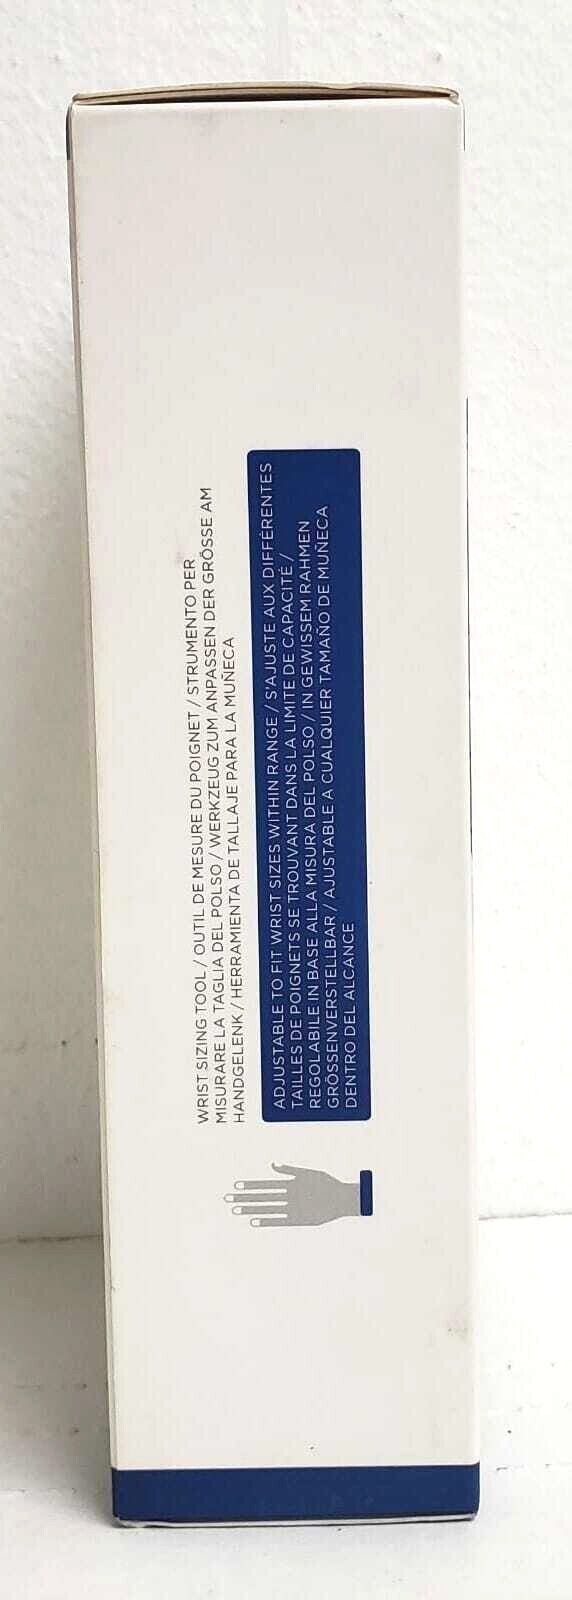 WRIST SIZING TOOL / OUTIL DE MESURE DU POIGNET / STRUMENTO PER
MISURARE LA TAGLIA DEL POLSO / WERKZEUG ZUM ANPASSEN DER GRÖSSE AM
HANDGELENK / HERRAMIENTA DE TALLAJE PARA LA MUÑECA
ADJUSTABLE TO FIT WRIST SIZES WITHIN RANGE / S'AJUSTE AUX DIFFÉRENTES
TAILLES DE POIGNETS SE TROUVANT DANS LA LIMITE DE CAPACITÉ /
REGOLABILE IN BASE ALLA MISURA DEL POLSO / IN GEWISSEM RAHMEN
GRÖSSENVERSTELLBAR / AJUSTABLE A CUALQUIER TAMAÑO DE MUÑECA
DENTRO DEL ALCANCE